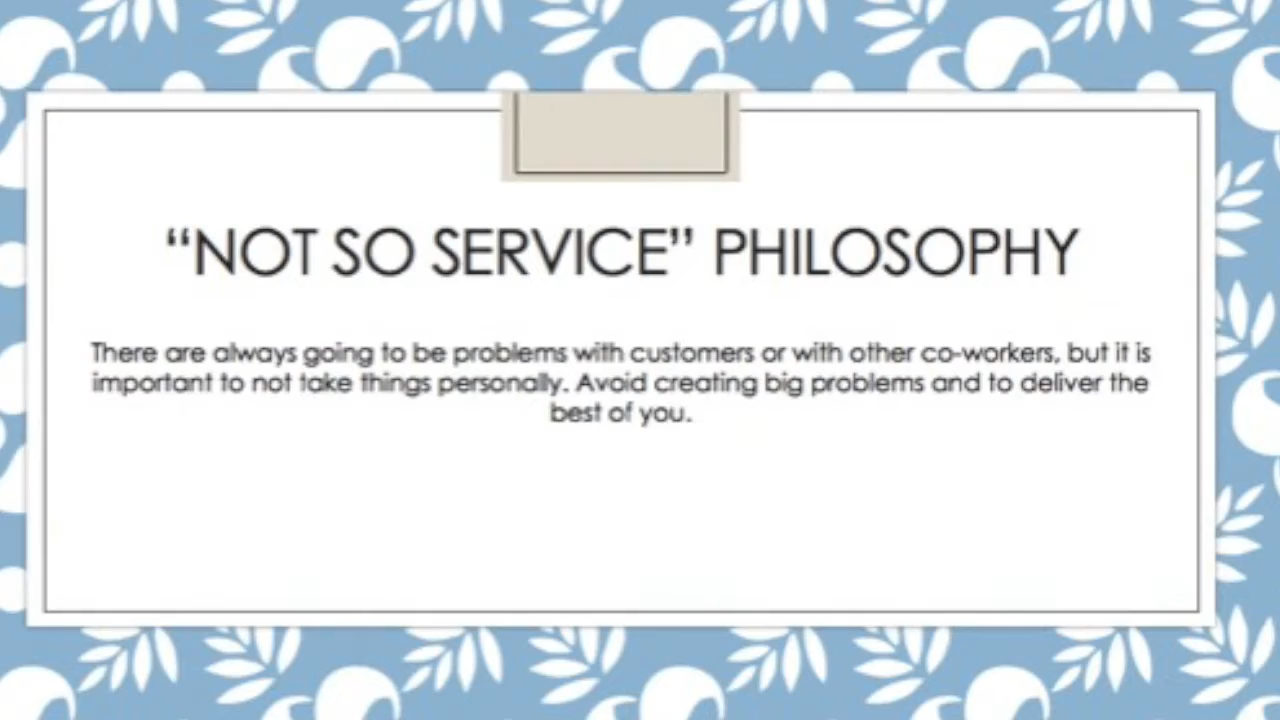 “NOT SO SERVICE” PHILOSOPHY
There are always going to be problems with customers or with other co-workers, but it is
important to not take things personally. Avoid creating big problems and to deliver the
best of you.